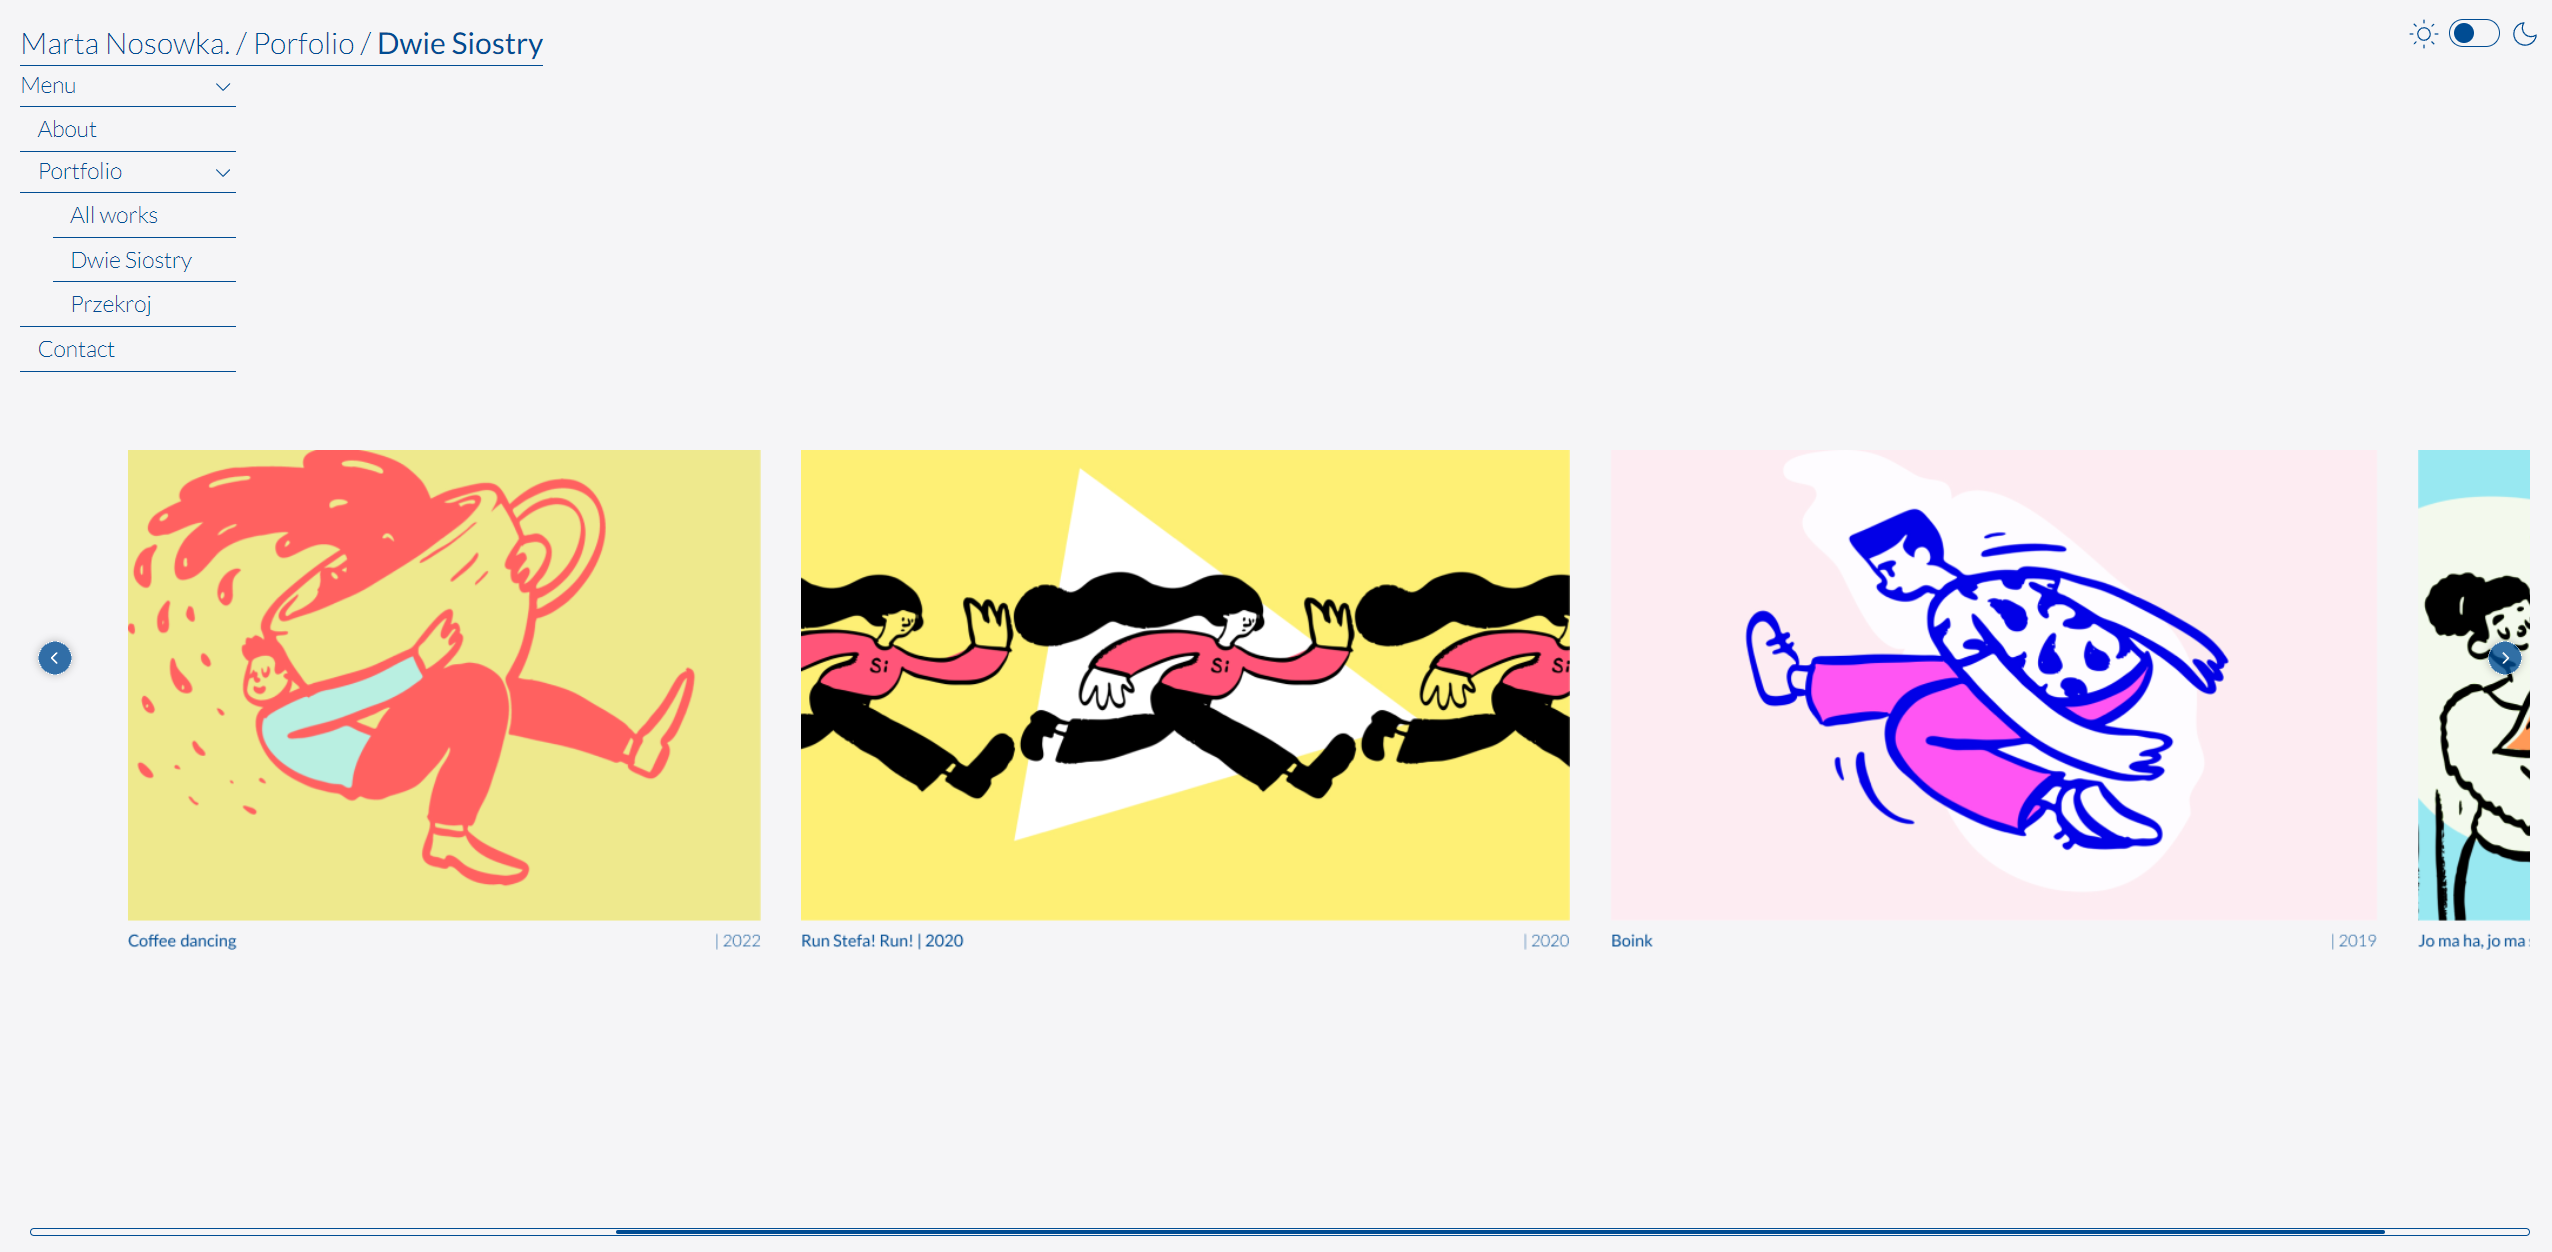 Marta Nosowka. / Porfolio / Dwie Siostry
Menu
About
Portfolio
All works
Dwie Siostry
Przekroj
Contact
Si
Si
Si
Coffee dancing | 2022
Run Stefa! Run! | 2020 | 2020
Boink | 2019
Jo ma ha, jo ma